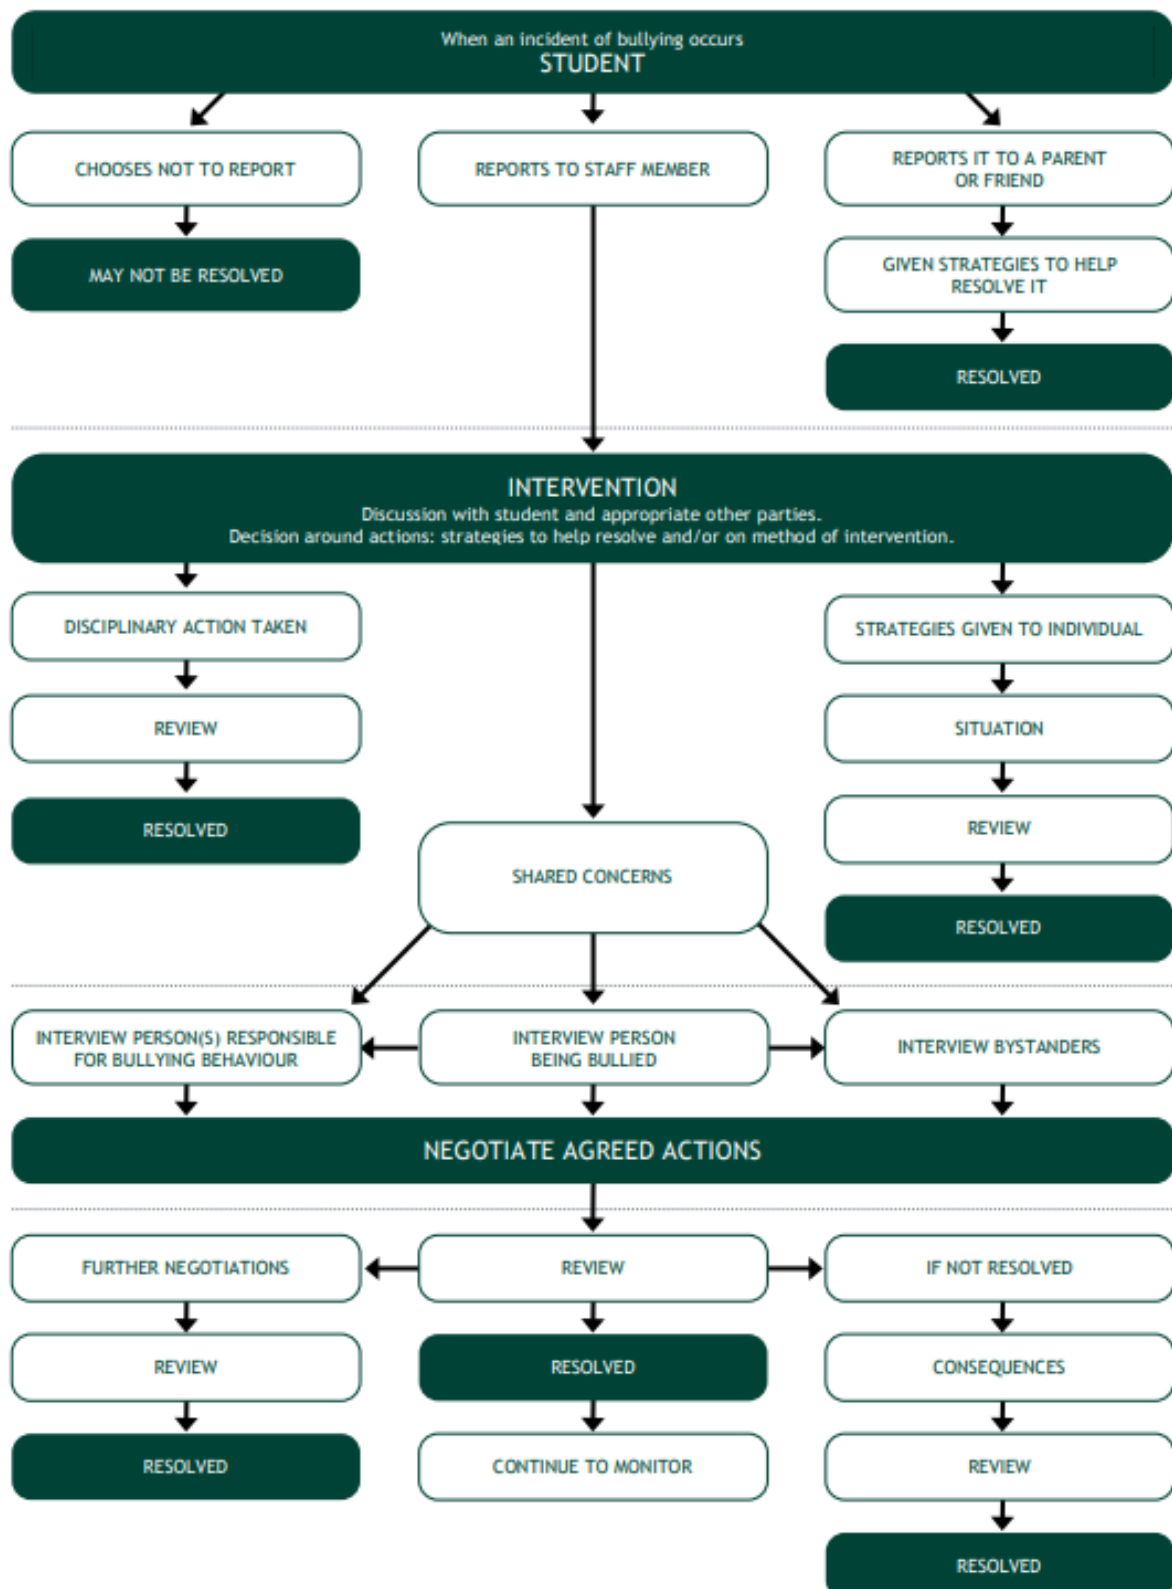 When an incident of bullying occurs
STUDENT
CHOOSES NOT TO REPORT
REPORTS TO STAFF MEMBER
REPORTS IT TO A PARENT
OR FRIEND
MAY NOT BE RESOLVED
GIVEN STRATEGIES TO HELP
RESOLVE IT
RESOLVED
INTERVENTION
Discussion with student and appropriate other parties.
Decision around actions: strategies to help resolve and/or on method of intervention.
DISCIPLINARY ACTION TAKEN
STRATEGIES GIVEN TO INDIVIDUAL
REVIEW
SITUATION
RESOLVED
REVIEW
SHARED CONCERNS
RESOLVED
INTERVIEW PERSON(S) RESPONSIBLE
FOR BULLYING BEHAVIOUR
INTERVIEW PERSON
BEING BULLIED
INTERVIEW BYSTANDERS
NEGOTIATE AGREED ACTIONS
FURTHER NEGOTIATIONS
REVIEW
IF NOT RESOLVED
REVIEW
RESOLVED
CONSEQUENCES
RESOLVED
CONTINUE TO MONITOR
REVIEW
RESOLVED